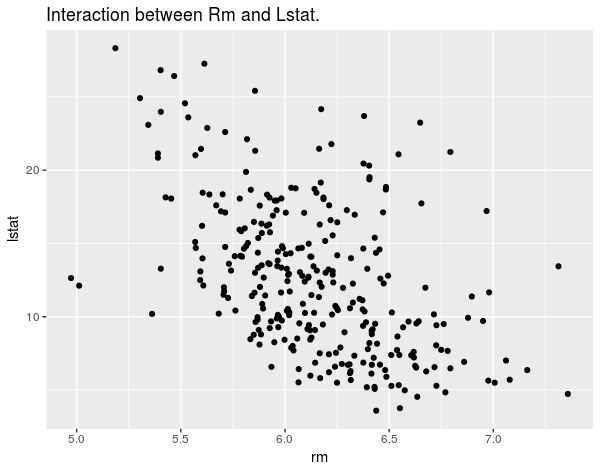 Interaction between Rm and Lstat.
lstat
20
10
5.0 5.5 6.0 6.5 7.0
rm